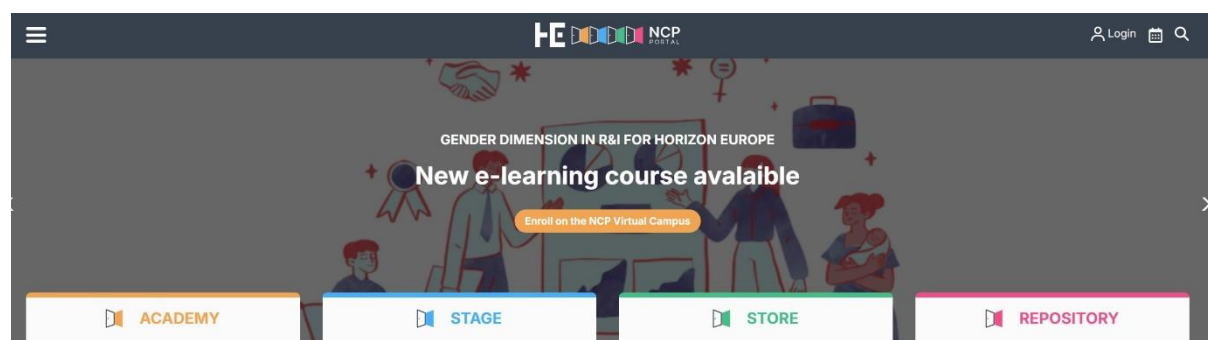 HE NCP
PORTAL
Login
GENDER DIMENSION IN R&I FOR HORIZON EUROPE
New e-learning course avalaible
Enroll on the NCP Virtual Campus
ACADEMY
STAGE
STORE
REPOSITORY